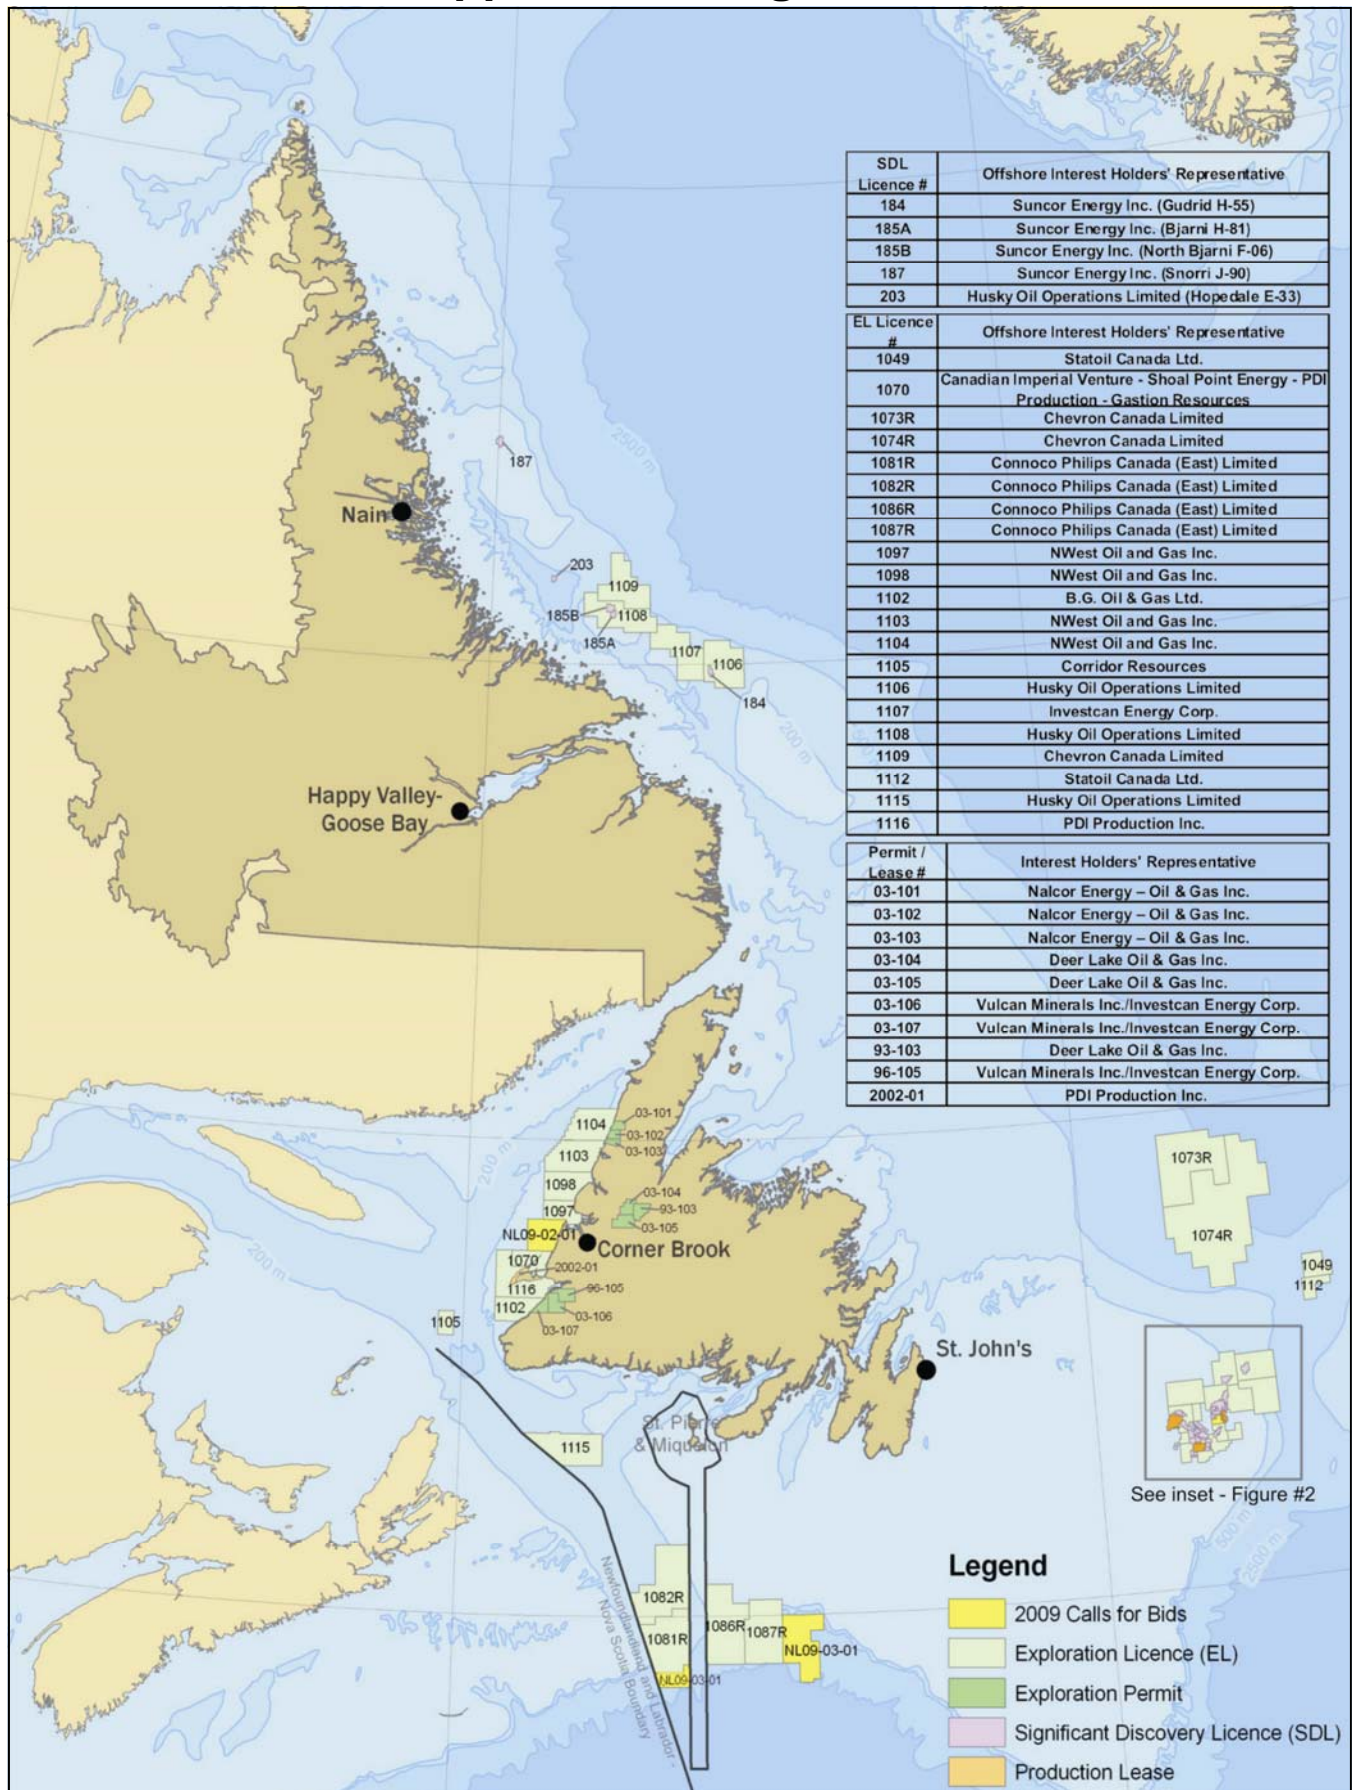 SDL
Licence # Offshore Interest Holders' Representative
184 Suncor Energy Inc. (Gudrid H-55)
185A Suncor Energy Inc. (Bjarni H-81)
185B Suncor Energy Inc. (North Bjarni F-06)
187 Suncor Energy Inc. (Snorri J-90)
203 Husky Oil Operations Limited (Hopedale E-33)
EL Licence
# Offshore Interest Holders' Representative
1049 Statoil Canada Ltd.
1070 Canadian Imperial Venture - Shoal Point Energy - PDI
Production - Gastion Resources
1073R Chevron Canada Limited
1074R Chevron Canada Limited
1081R Connoco Philips Canada (East) Limited
1082R Connoco Philips Canada (East) Limited
1086R Connoco Philips Canada (East) Limited
1087R Connoco Philips Canada (East) Limited
1097 NWest Oil and Gas Inc.
1098 NWest Oil and Gas Inc.
1102 B.G. Oil & Gas Ltd.
1103 NWest Oil and Gas Inc.
1104 NWest Oil and Gas Inc.
1105 Corridor Resources
1106 Husky Oil Operations Limited
1107 Investcan Energy Corp.
1108 Husky Oil Operations Limited
1109 Chevron Canada Limited
1112 Statoil Canada Ltd.
1115 Husky Oil Operations Limited
1116 PDI Production Inc.
Permit /
Lease # Interest Holders' Representative
03-101 Nalcor Energy – Oil & Gas Inc.
03-102 Nalcor Energy – Oil & Gas Inc.
03-103 Nalcor Energy – Oil & Gas Inc.
03-104 Deer Lake Oil & Gas Inc.
03-105 Deer Lake Oil & Gas Inc.
03-106 Vulcan Minerals Inc./Investcan Energy Corp.
03-107 Vulcan Minerals Inc./Investcan Energy Corp.
93-103 Deer Lake Oil & Gas Inc.
96-105 Vulcan Minerals Inc./Investcan Energy Corp.
2002-01 PDI Production Inc.
2500 m
187
Nain
203
1109
185B
1108
185A
1107
1106
184
200 m
Happy Valley-
Goose Bay
1104
03-101
03-102
03-103
1103
1098
03-104
93-103
1097
03-105
NL09-02-01
Corner Brook
1070
2002-01
1116
96-105
1102
03-106
03-107
1105
200 m
200 m
1073R
1074R
1049
1112
St. John's
St. Pierre
& Miquelon
1115
See inset - Figure #2
500 m
2500 m
1082R
1081R
1086R
1087R
NL09-03-01
NL09-03-01
Newfoundland and Labrador -
Nova Scotia Boundary
Legend
2009 Calls for Bids
Exploration Licence (EL)
Exploration Permit
Significant Discovery Licence (SDL)
Production Lease